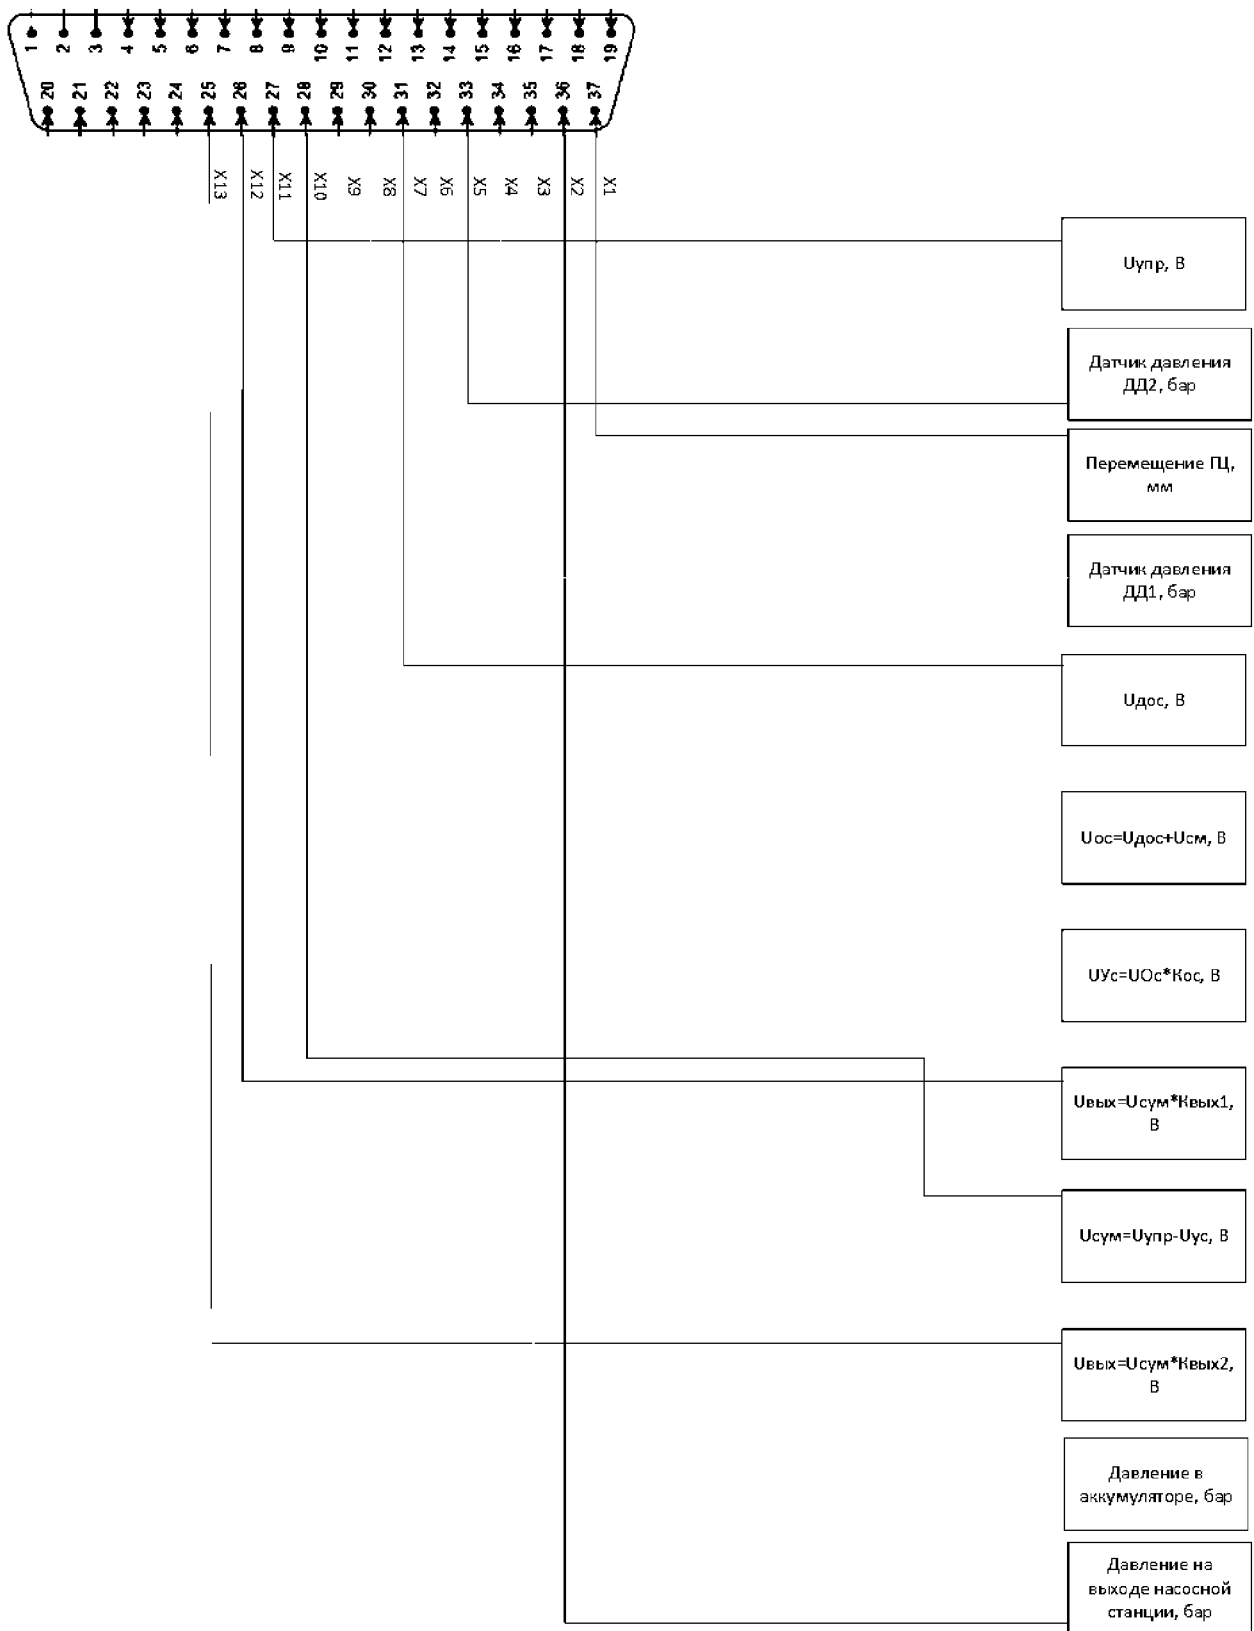 1 2 3 4 5 6 7 8 9 10 11 12 13 14 15 16 17 18 19
20 21 22 23 24 25 26 27 28 29 30 31 32 33 34 35 36 37
X13 X12 X11 X10 X9 X8 X7 X6 X5 X4 X3 X2 X1
Uупр, В
Датчик давления
ДД2, бар
Перемещение ГЦ,
мм
Датчик давления
ДД1, бар
Uдос, В
Uос=Uдос+Uсм, В
UУс=UОс*Кос, В
Uвых=Uсум*Квых1,
В
Uсум=Uупр-Uус, В
Uвых=Uсум*Квых2,
В
Давление в
аккумуляторе, бар
Давление на
выходе насосной
станции, бар